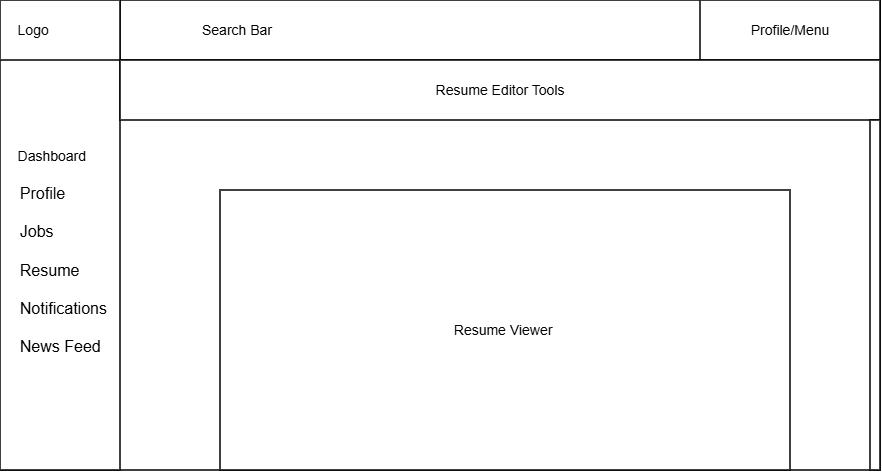 Logo
Search Bar
Profile/Menu
Resume Editor Tools
Dashboard
Profile
Jobs
Resume
Notifications
News Feed
Resume Viewer